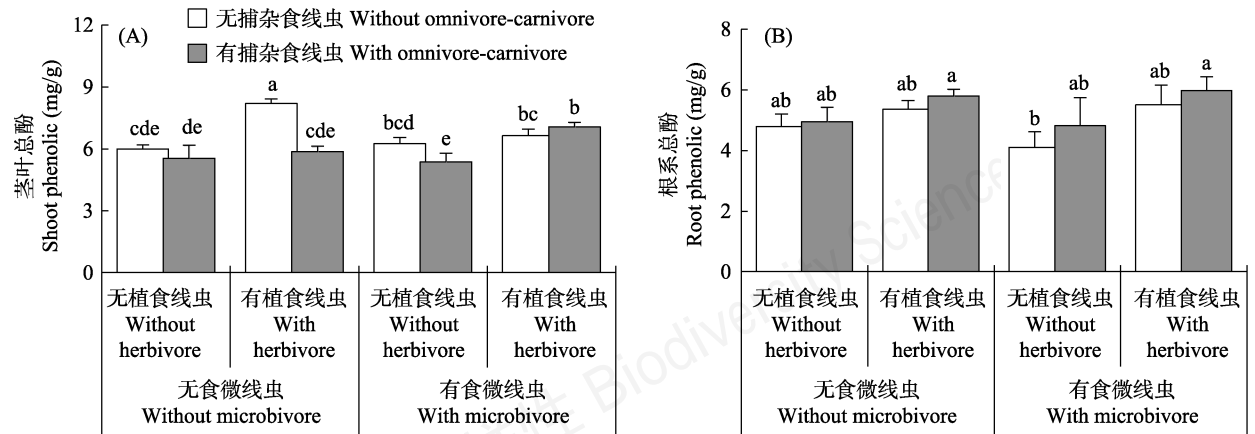 (A)
无捕杂食线虫 Without omnivore-carnivore
有捕杂食线虫 With omnivore-carnivore
茎叶总酚
Shoot phenolic (mg/g)
12
9
6
3
0
cde de a cde bcd e bc b
无植食线虫 有植食线虫 无植食线虫 有植食线虫
Without With Without With
herbivore herbivore herbivore herbivore
无食微线虫 有食微线虫
Without microbivore With microbivore
(B)
根系总酚
Root phenolic (mg/g)
8
6
4
2
0
ab ab ab a b ab ab a
无植食线虫 有植食线虫 无植食线虫 有植食线虫
Without With Without With
herbivore herbivore herbivore herbivore
无食微线虫 有食微线虫
Without microbivore With microbivore
Biodiversity Science